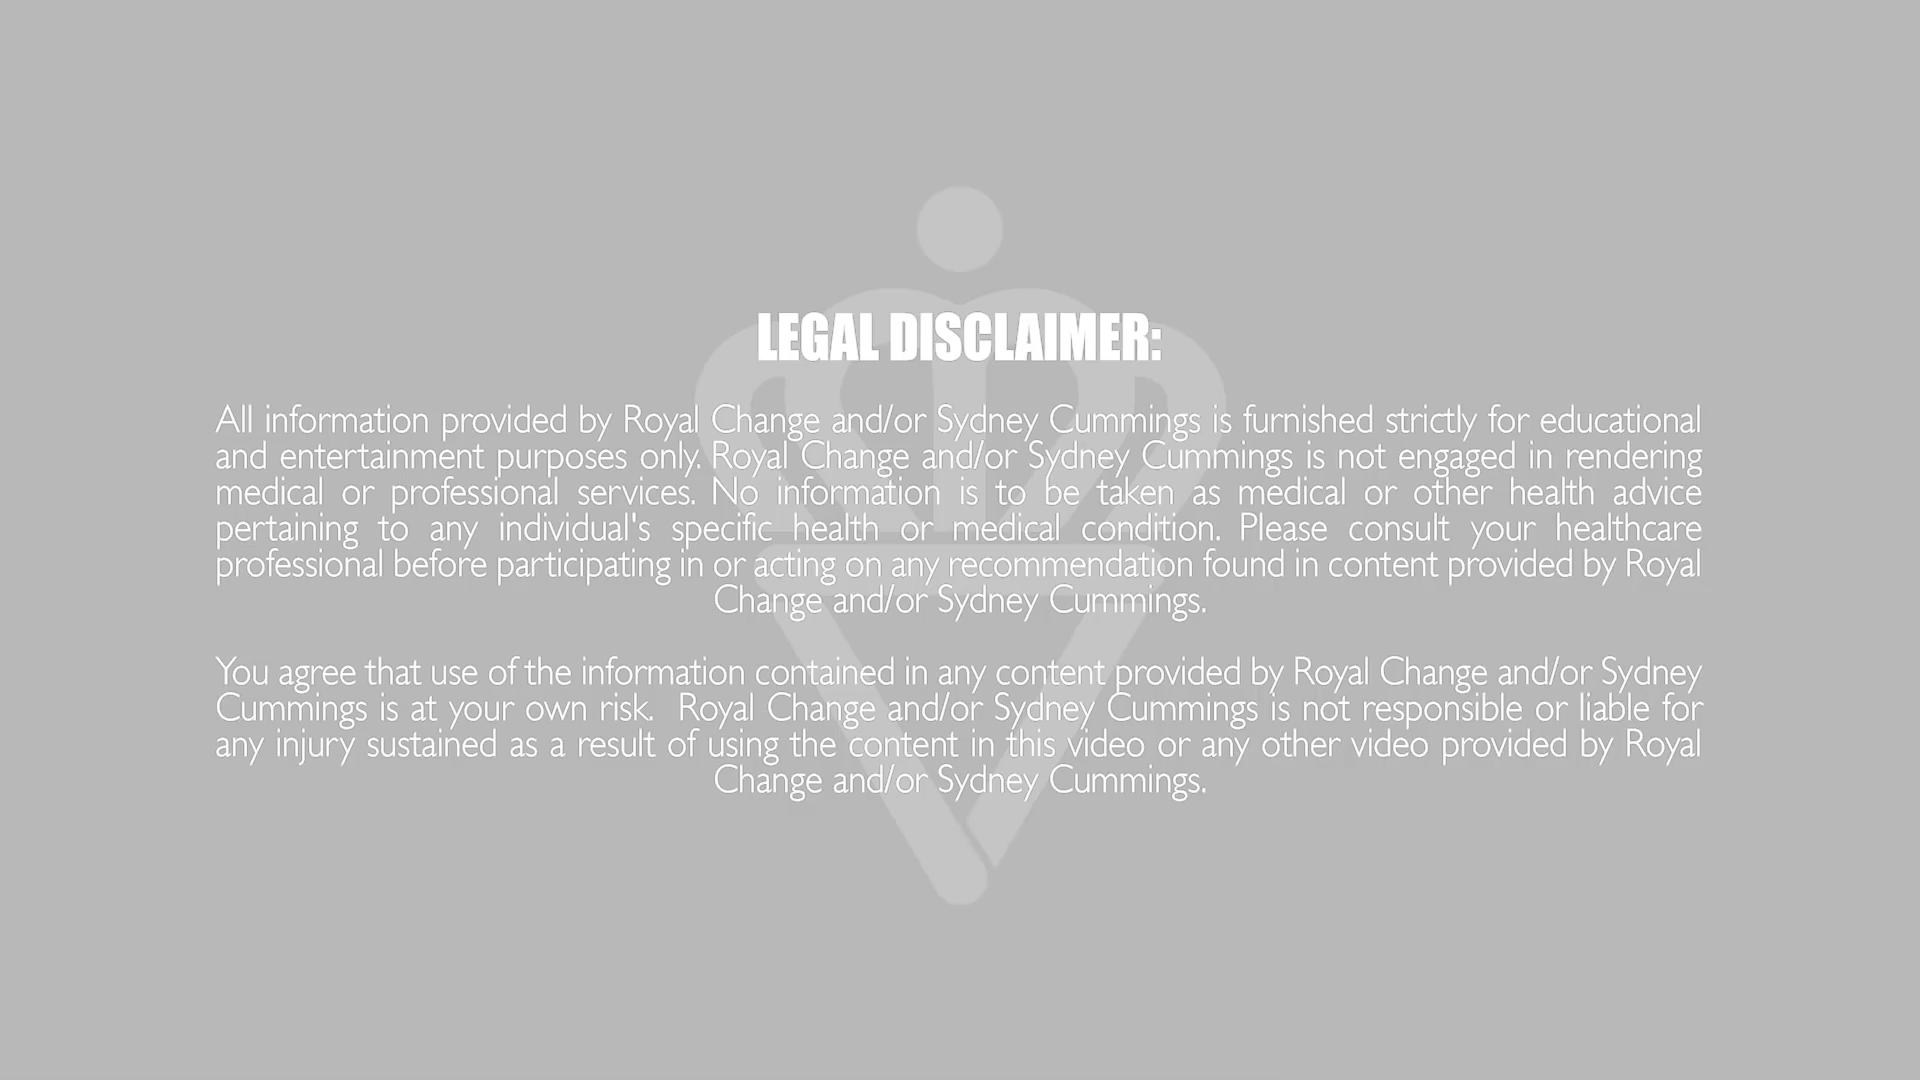 LEGAL DISCLAIMER:
All information provided by Royal Change and/or Sydney Cummings is furnished strictly for educational
and entertainment purposes only. Royal Change and/or Sydney Cummings is not engaged in rendering
medical or professional services. No information is to be taken as medical or other health advice
pertaining to any individual's specific health or medical condition. Please consult your healthcare
professional before participating in or acting on any recommendation found in content provided by Royal
Change and/or Sydney Cummings.
You agree that use of the information contained in any content provided by Royal Change and/or Sydney
Cummings is at your own risk.  Royal Change and/or Sydney Cummings is not responsible or liable for
any injury sustained as a result of using the content in this video or any other video provided by Royal
Change and/or Sydney Cummings.